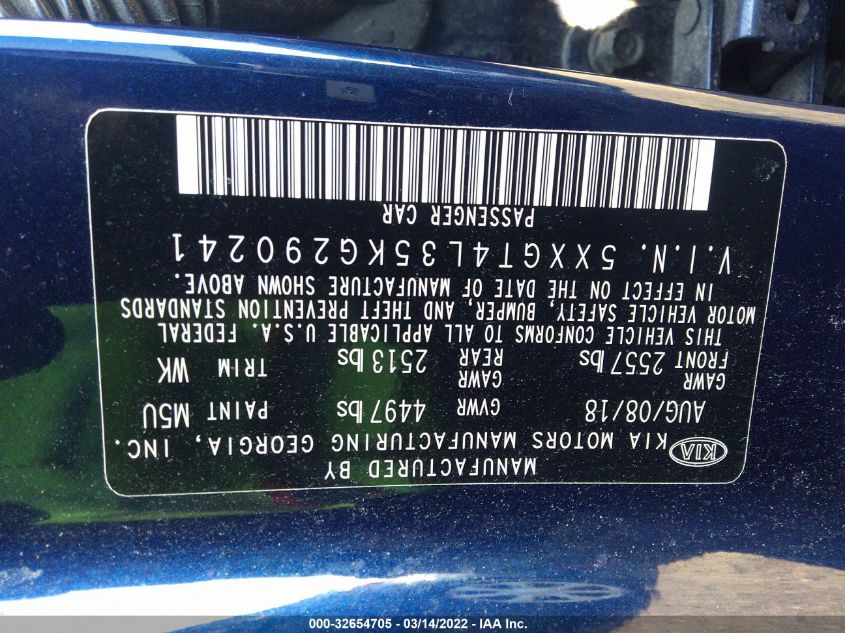 MANUFACTURED BY
KIA KIA MOTORS MANUFACTURING GEORGIA, INC.
AUG/08/18 GVWR 4497 lbs PAINT M5U
GAWR FRONT 2557 lbs GAWR REAR 2513 lbs TRIM WK
THIS VEHICLE CONFORMS TO ALL APPLICABLE U.S.A. FEDERAL
MOTOR VEHICLE SAFETY, BUMPER, AND THEFT PREVENTION STANDARDS
IN EFFECT ON THE DATE OF MANUFACTURE SHOWN ABOVE.
V.I.N. 5XXGT4L35KG290241
PASSENGER CAR
000-32654705 - 03/14/2022 - IAA Inc.